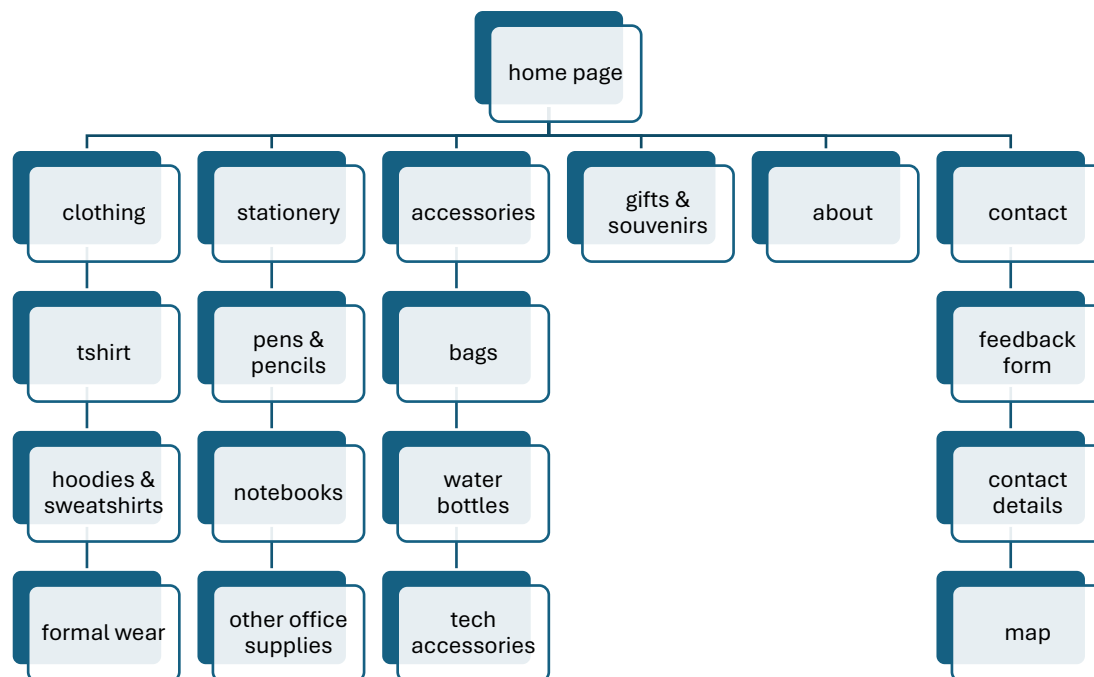 home page
clothing
stationery
accessories
gifts &
souvenirs
about
contact
tshirt
pens &
pencils
bags
feedback
form
hoodies &
sweatshirts
notebooks
water
bottles
contact
details
formal wear
other office
supplies
tech
accessories
map